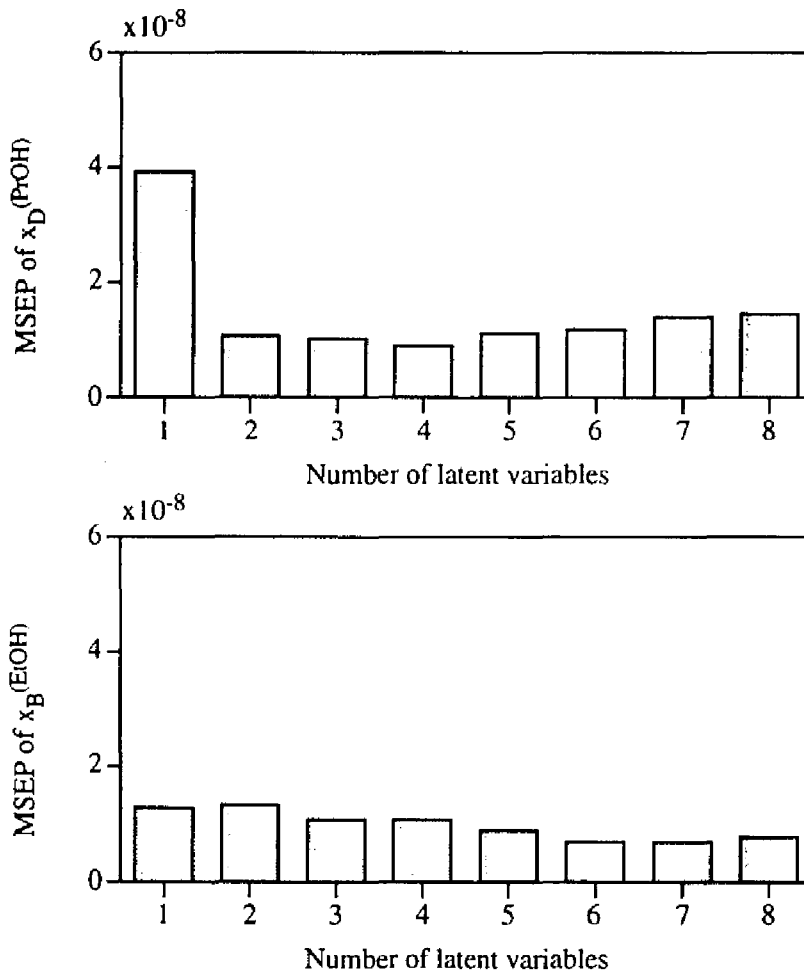 x10-8
6
4
2
0
MSEP of xD(PrOH)
1 2 3 4 5 6 7 8
Number of latent variables
x10-8
6
4
2
0
MSEP of xB(EtOH)
1 2 3 4 5 6 7 8
Number of latent variables